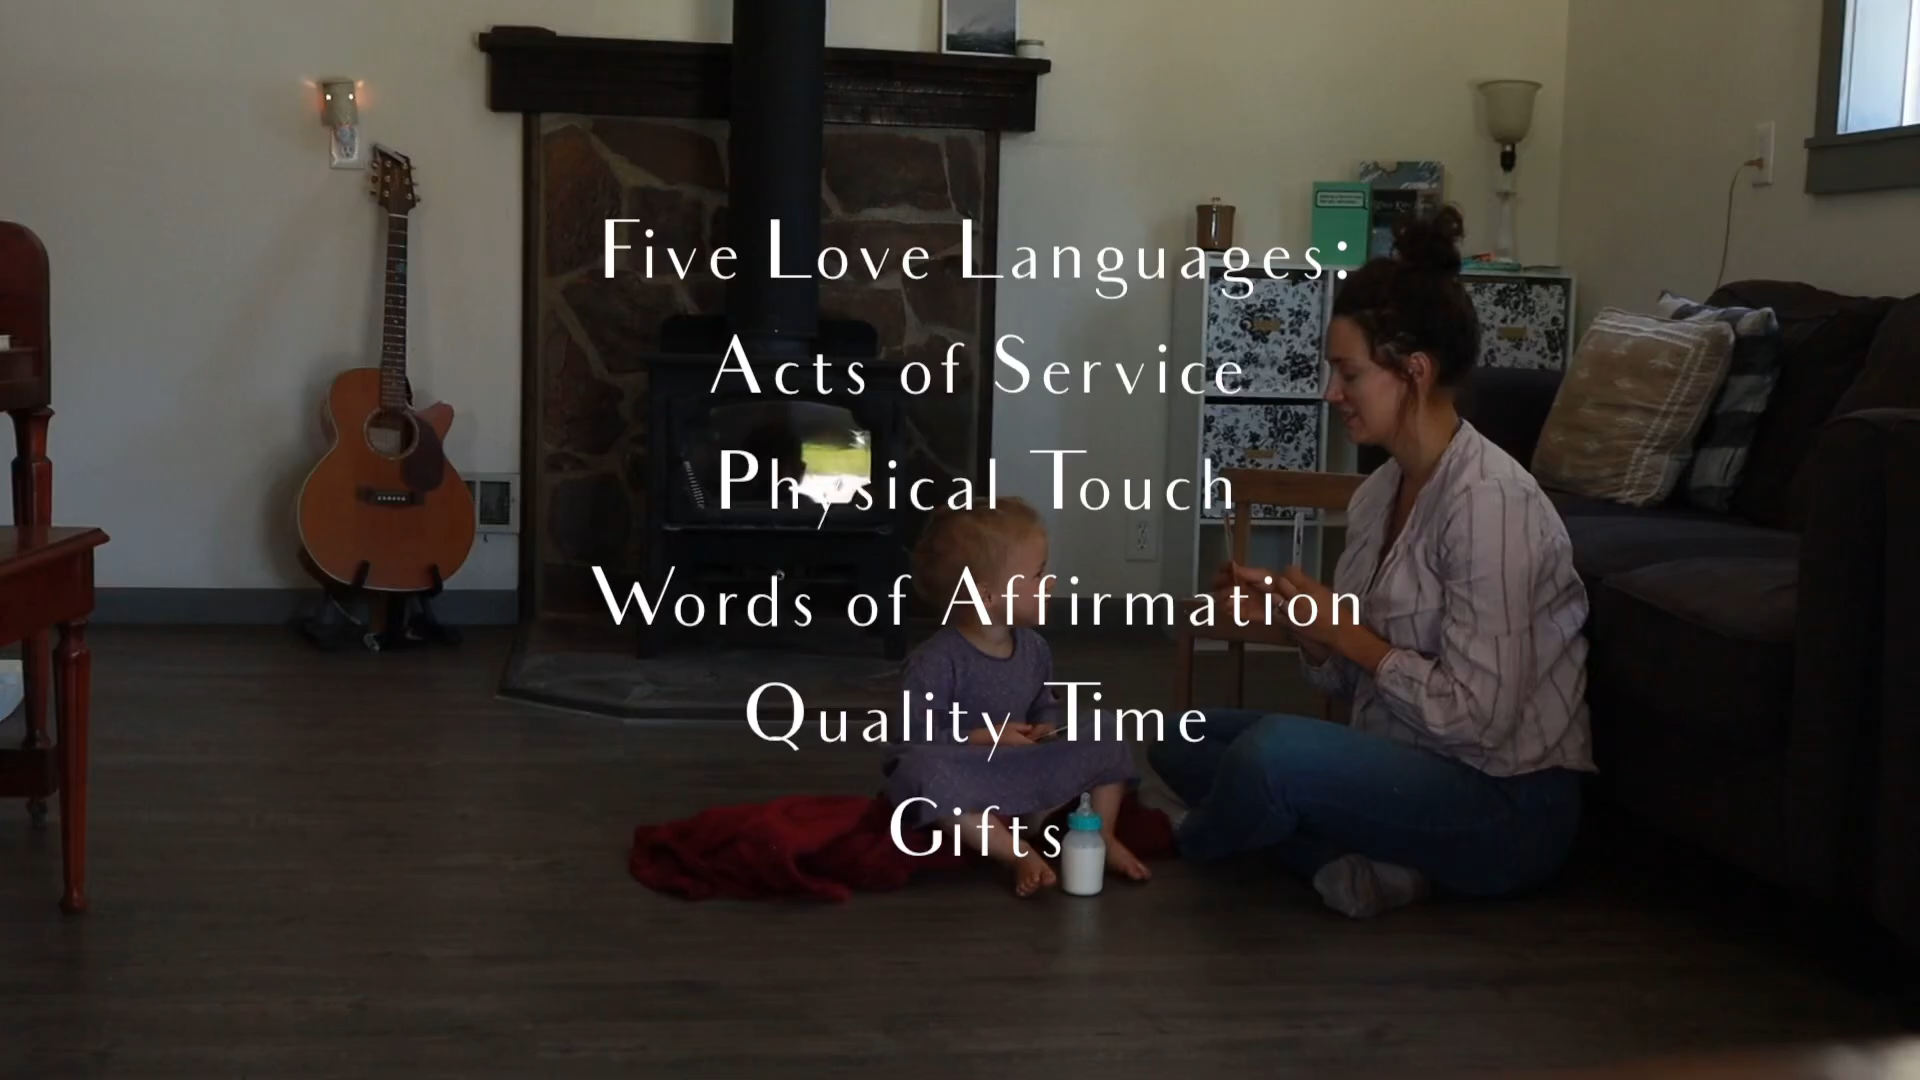 Five Love Languages:
Acts of Service
Physical Touch
Words of Affirmation
Quality Time
Gifts